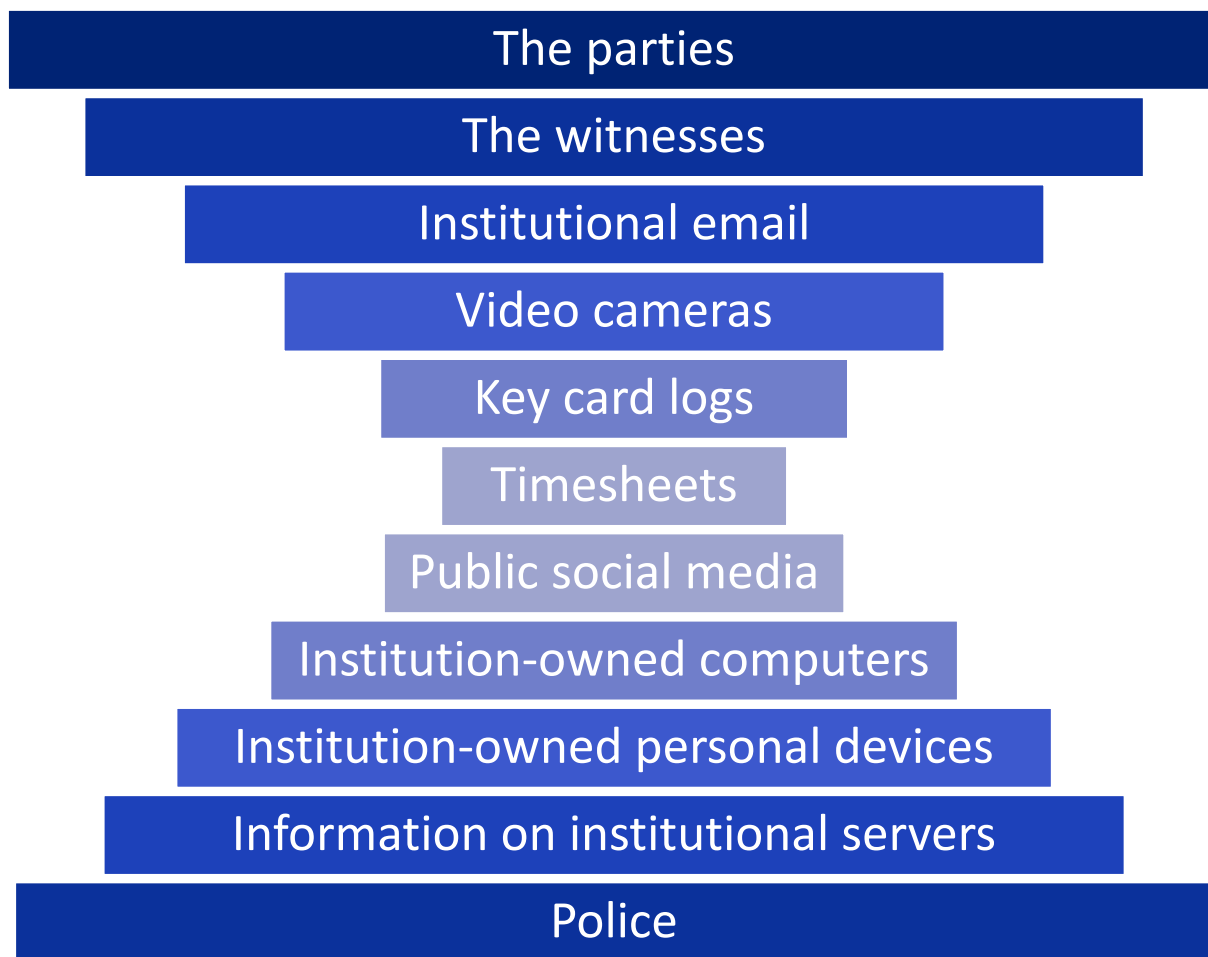 The parties
The witnesses
Institutional email
Video cameras
Key card logs
Timesheets
Public social media
Institution-owned computers
Institution-owned personal devices
Information on institutional servers
Police